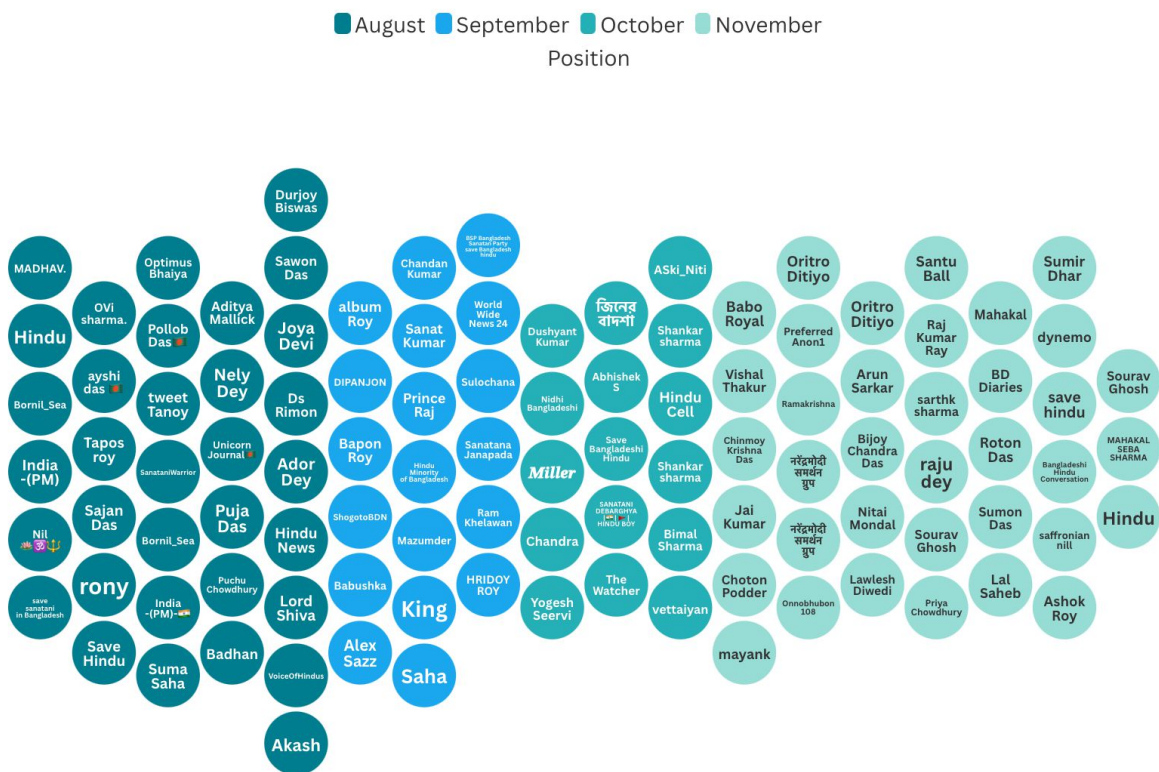 August September October November
Position
MADHAV.
Hindu
Bornil_Sea
India
-(PM)
Nil
🪷🕉️🔱
save
sanatani
in Bangladesh
OVi
sharma.
ayshi
das 🇧🇩
Tapos
roy
Sajan
Das
rony
Save
Hindu
Optimus
Bhaiya
Pollob
Das🇧🇩
tweet
Tanoy
SanataniWarrior
Bornil_Sea
India
-(PM)-🇮🇳
Suma
Saha
Aditya
Mallick
Nely
Dey
Unicorn
Journal🇧🇩
Puja
Das
Puchu
Chowdhury
Badhan
Durjoy
Biswas
Sawon
Das
Joya
Devi
Ds
Rimon
Ador
Dey
Hindu
News
Lord
Shiva
VoiceOfHindus
Akash
album
Roy
DIPANJON
Bapon
Roy
ShogotoBDN
Babushka
Alex
Sazz
Chandan
Kumar
Sanat
Kumar
Prince
Raj
Hindu
Minority
of Bangladesh
Mazumder
King
Saha
BSP Bangladesh
Sanatan Party
save Bangladesh
hindu
World
Wide
News 24
Sulochana
Sanatana
Janapada
Ram
Khelawan
HRIDOY
ROY
Dushyant
Kumar
Nidhi
Bangladeshi
Miller
Chandra
Yogesh
Seervi
জিনের
বাদশা
Abhishek
S
Save
Bangladeshi
Hindu
SANATANI
DEBARGHYA
HINDU BOY
The
Watcher
ASki_Niti
Shankar
sharma
Hindu
Cell
Shankar
sharma
Bimal
Sharma
vettaiyan
Babo
Royal
Vishal
Thakur
Chinmoy
Krishna
Das
Jai
Kumar
Choton
Podder
mayank
Oritro
Ditiyo
Preferred
Anon1
Ramakrishna
नरेंद्रमोदी
समर्थन
ग्रुप
नरेंद्रमोदी
समर्थन
ग्रुप
Onnobhubon
108
Oritro
Ditiyo
Arun
Sarkar
Bijoy
Chandra
Das
Nitai
Mondal
Lawlesh
Diwedi
Santu
Ball
Raj
Kumar
Ray
sarthk
sharma
raju
dey
Sourav
Ghosh
Priya
Chowdhury
Mahakal
BD
Diaries
Roton
Das
Sumon
Das
Lal
Saheb
Sumir
Dhar
dynemo
save
hindu
Bangladeshi
Hindu
Conversation
saffronian
nill
Ashok
Roy
Sourav
Ghosh
MAHAKAL
SEBA
SHARMA
Hindu